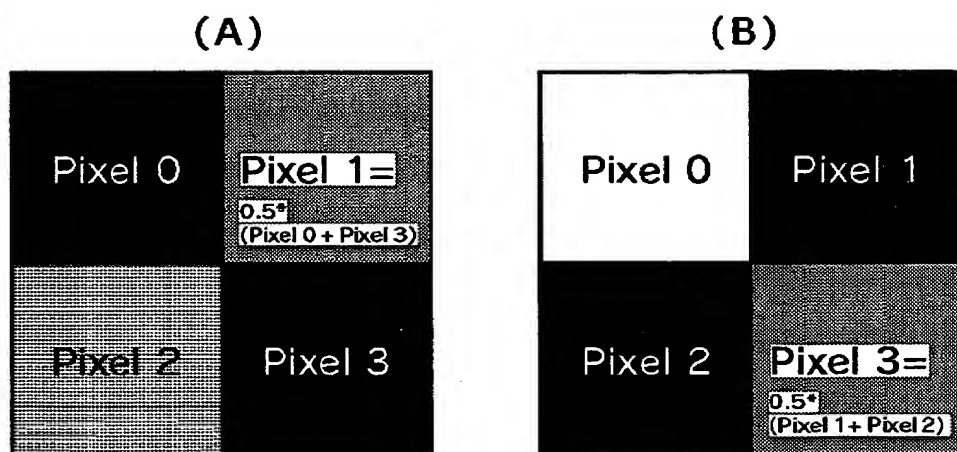 (A)
Pixel 0
Pixel 1=
0.5*
(Pixel 0 + Pixel 3)
Pixel 2
Pixel 3
(B)
Pixel 0
Pixel 1
Pixel 2
Pixel 3=
0.5*
(Pixel 1+ Pixel 2)